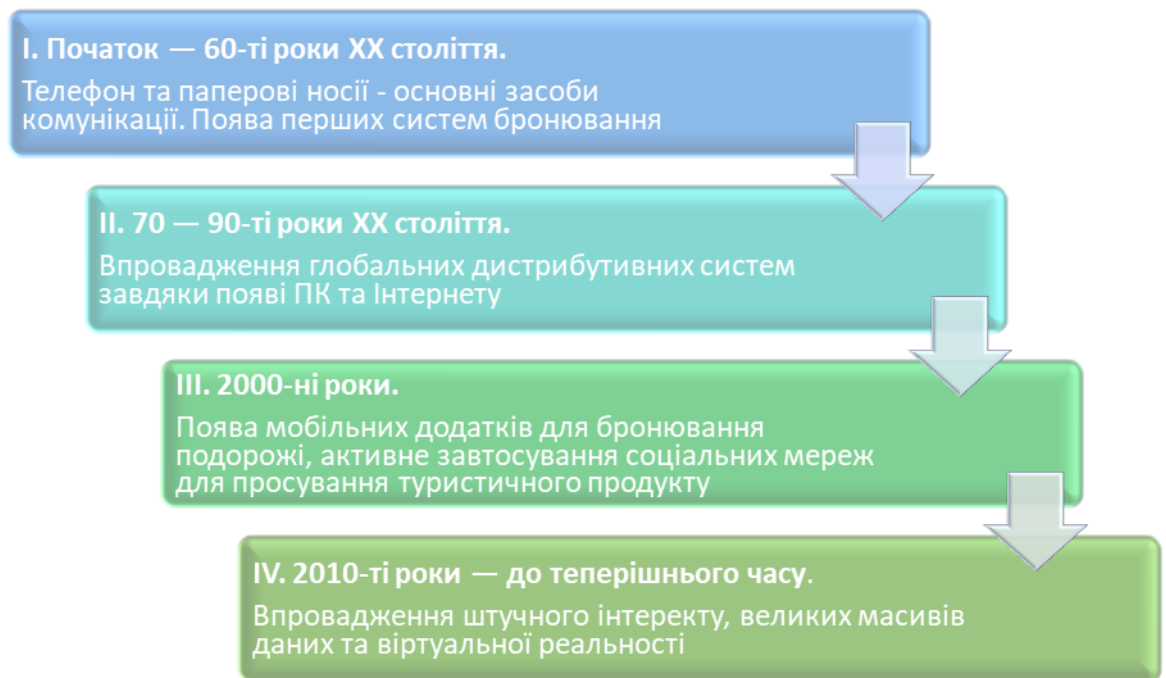 І. Початок — 60-ті роки ХХ століття.
Телефон та паперові носії - основні засоби
комунікації. Поява перших систем бронювання
ІІ. 70 — 90-ті роки ХХ століття.
Впровадження глобальних дистрибутивних систем
завдяки появі ПК та Інтернету
ІІІ. 2000-ні роки.
Поява мобільних додатків для бронювання
подорожі, активне завтосування соціальних мереж
для просування туристичного продукту
IV. 2010-ті роки — до теперішнього часу.
Впровадження штучного інтеректу, великих масивів
даних та віртуальної реальності